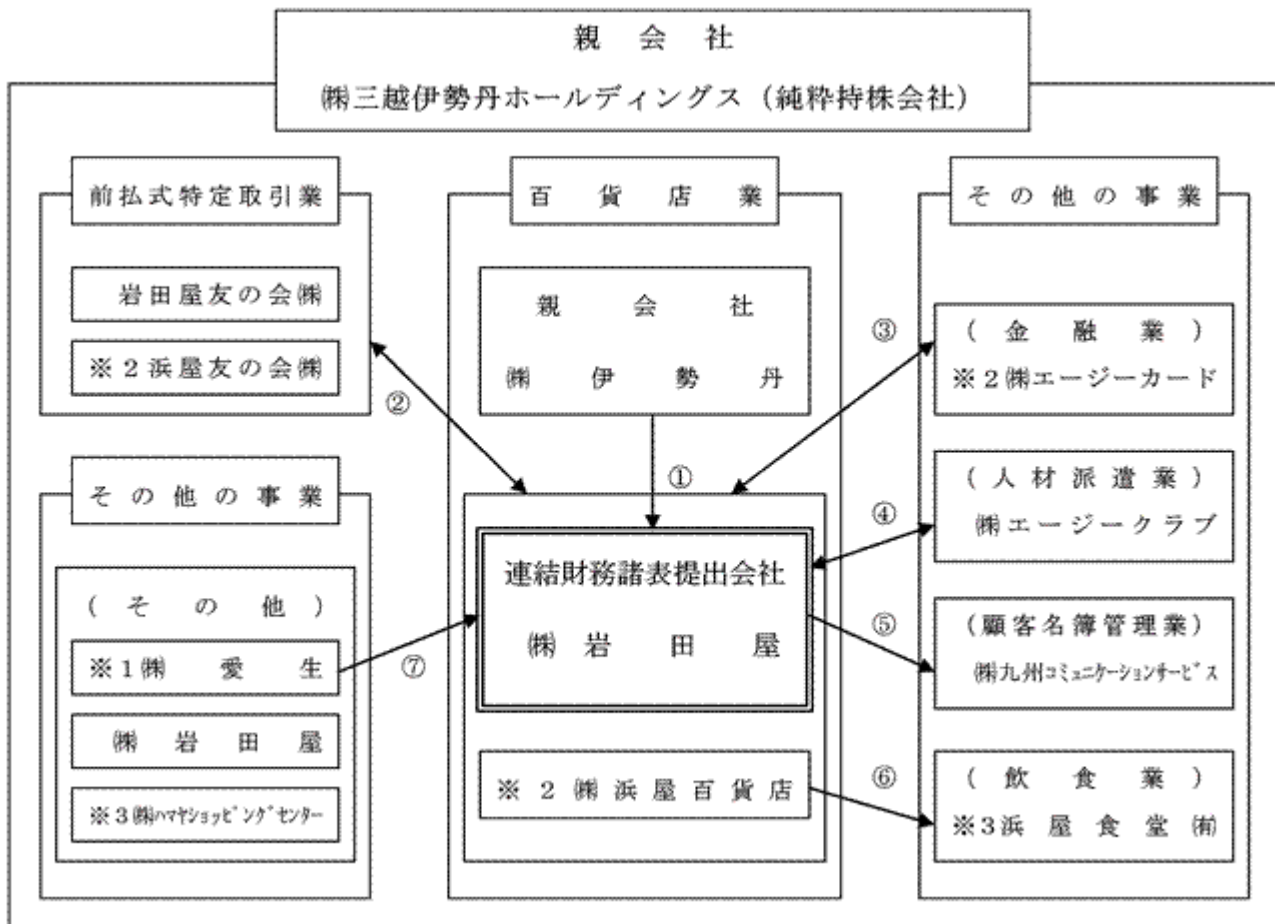 親会社
㈱三越伊勢丹ホールディングス（純粋持株会社）
前払式特定取引業
岩田屋友の会㈱
※２浜屋友の会㈱
その他の事業
（その他）
※１㈱愛生
㈱岩田屋
※３㈱ハマヤショッピングセンター
百貨店業
親会社
㈱伊勢丹
①
②
③
④
⑤
⑥
⑦
連結財務諸表提出会社
㈱岩田屋
※２㈱浜屋百貨店
その他の事業
（金融業）
※２㈱エージーカード
（人材派遣業）
㈱エージークラブ
（顧客名簿管理業）
㈱九州コミュニケーションサービス
（飲食業）
※３浜屋食堂㈲